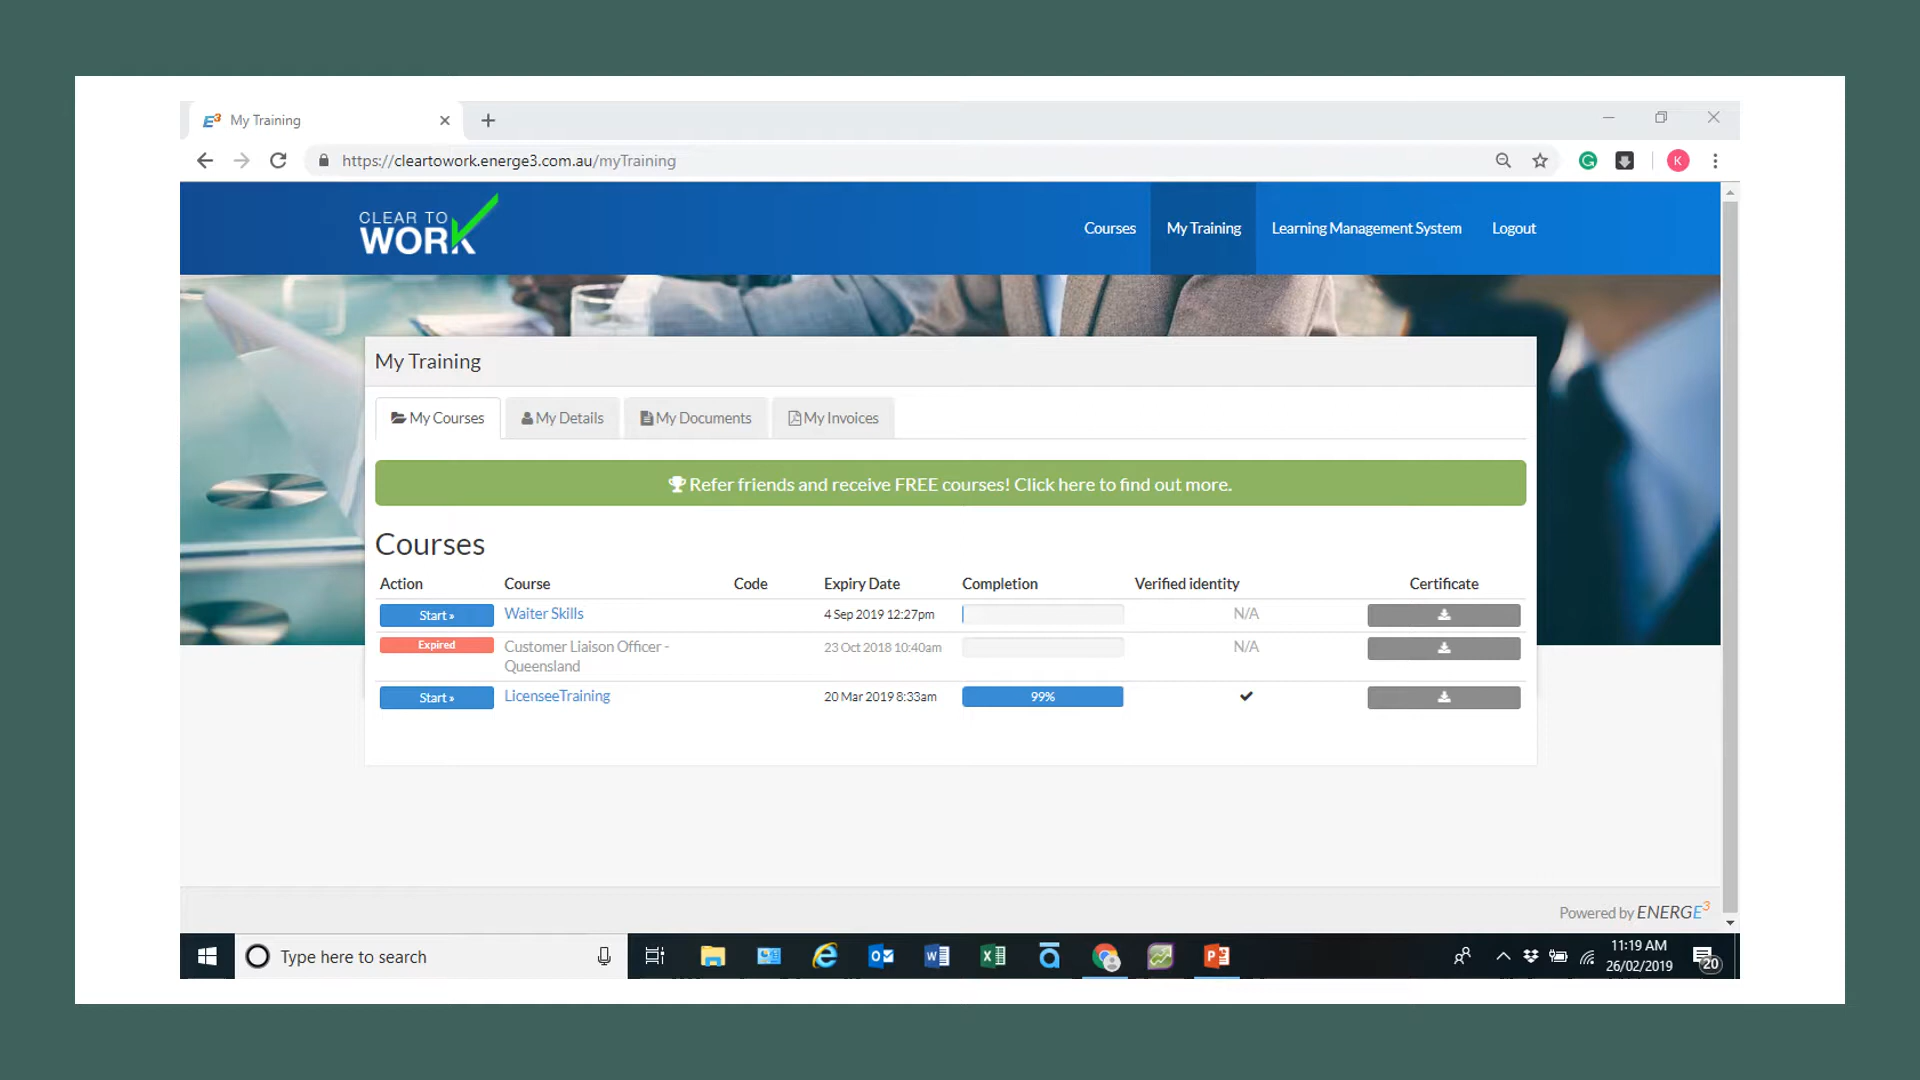 E3 My Training
https://cleartowork.energe3.com.au/myTraining
K
CLEAR TO
WORK
Courses My Training Learning Management System Logout
My Training
My Courses My Details My Documents My Invoices
Refer friends and receive FREE courses! Click here to find out more.
Courses
Action Course Code Expiry Date Completion Verified identity Certificate
Start » Waiter Skills 4 Sep 2019 12:27pm N/A
Expired Customer Liaison Officer - 23 Oct 2018 10:40am N/A
Queensland
Start » LicenseeTraining 20 Mar 2019 8:33am 99%
Powered by ENERGE3
Type here to search
11:19 AM
26/02/2019
20